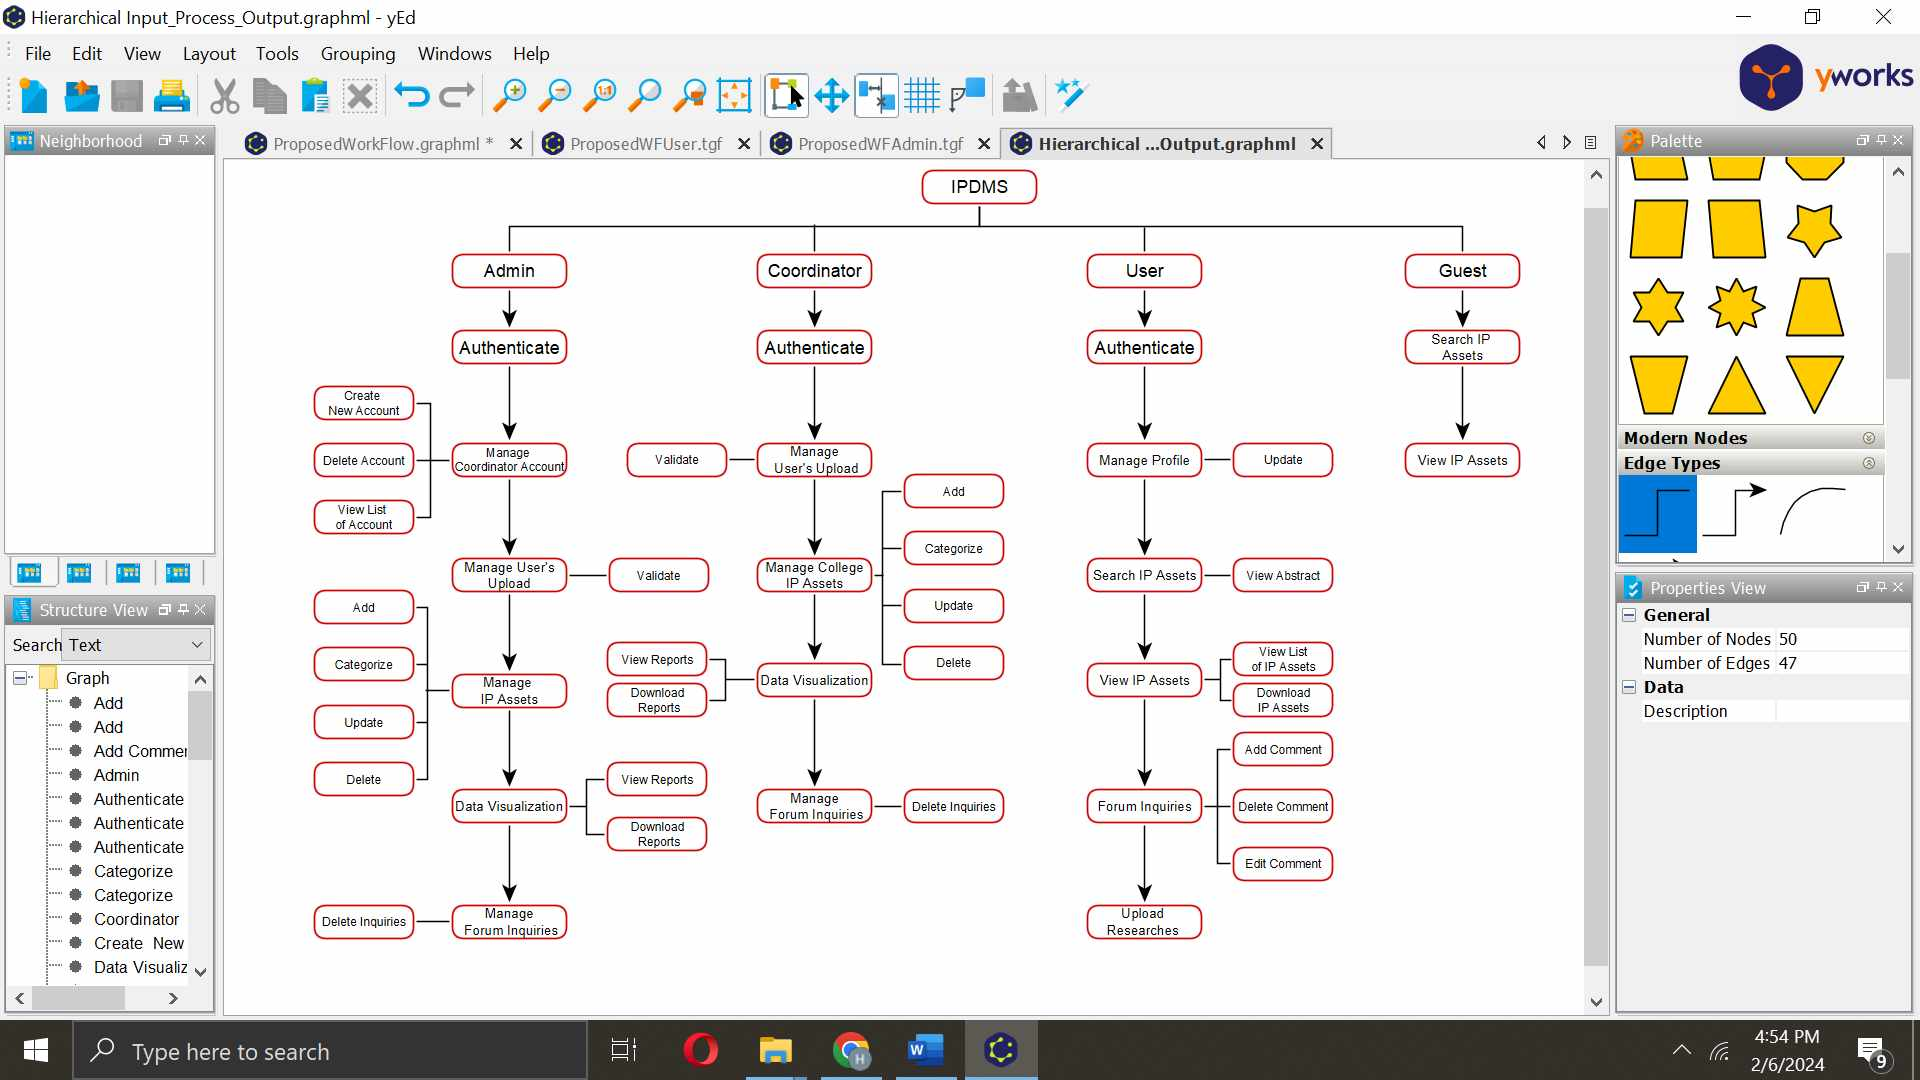 Hierarchical Input_Process_Output.graphml - yEd
File Edit View Layout Tools Grouping Windows Help
yworks
Neighborhood
ProposedWorkFlow.graphml *
ProposedWFUser.tgf
ProposedWFAdmin.tgf
Hierarchical ...Output.graphml
Palette
IPDMS
Admin
Coordinator
User
Guest
Authenticate
Authenticate
Authenticate
Search IP
Assets
Create
New Account
Delete Account
View List
of Account
Manage
Coordinator Account
Validate
Manage
User's Upload
Manage Profile
Update
View IP Assets
Add
Categorize
Update
Delete
Manage User's
Upload
Validate
Manage College
IP Assets
Search IP Assets
View Abstract
Add
Categorize
Update
Delete
Manage
IP Assets
View Reports
Download
Reports
Data Visualization
View IP Assets
View List
of IP Assets
Download
IP Assets
Data Visualization
View Reports
Download
Reports
Manage
Forum Inquiries
Delete Inquiries
Forum Inquiries
Add Comment
Delete Comment
Edit Comment
Delete Inquiries
Manage
Forum Inquiries
Upload
Researches
Modern Nodes
Edge Types
Structure View
Search Text
Graph
Add
Add
Add Commer
Admin
Authenticate
Authenticate
Authenticate
Categorize
Categorize
Coordinator
Create New
Data Visualiz
Properties View
General
Number of Nodes 50
Number of Edges 47
Data
Description
Type here to search
4:54 PM
2/6/2024
9